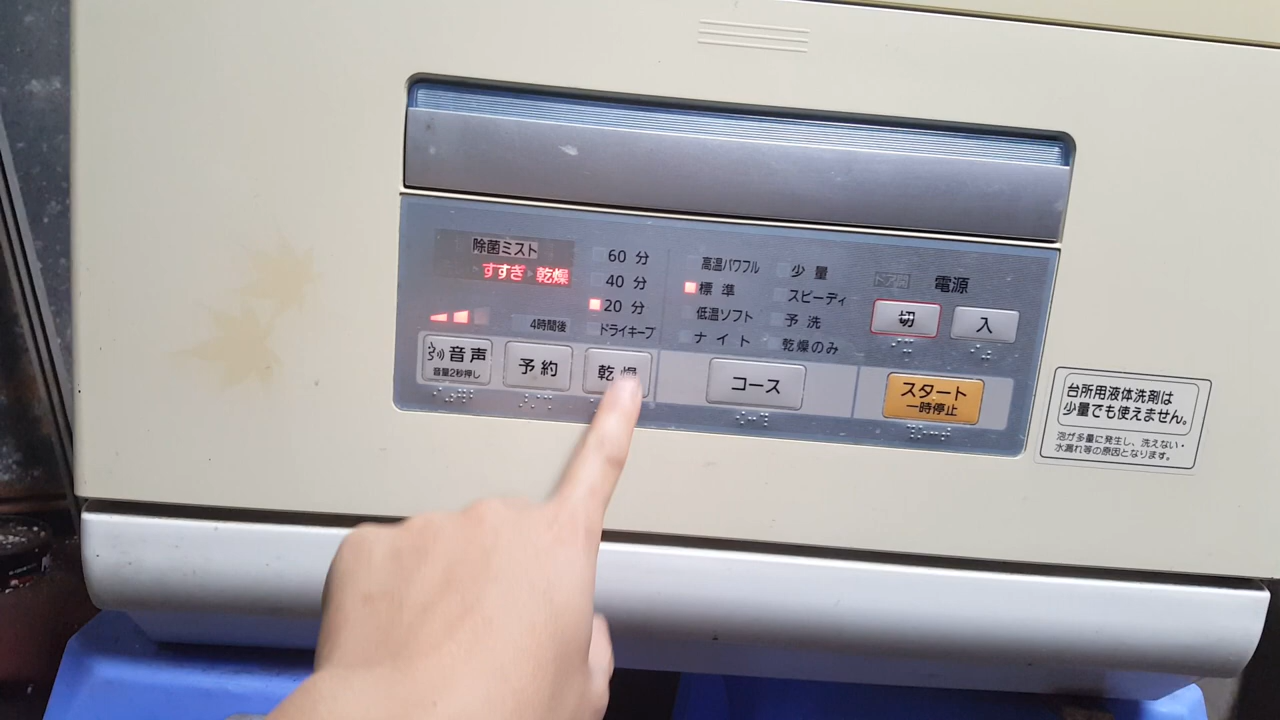 除菌ミスト
すすぎ 乾燥
60 分
40 分
20 分
ドライキープ
4時間後
音声
音量2秒押し
予約
乾燥
高温パワフル
標準
低温ソフト
ナイト
少量
スピーディ
予洗
乾燥のみ
コース
電源
切
入
スタート
一時停止
台所用液体洗剤は
少量でも使えません。
泡が多量に発生し、洗えない・
水漏れ等の原因となります。